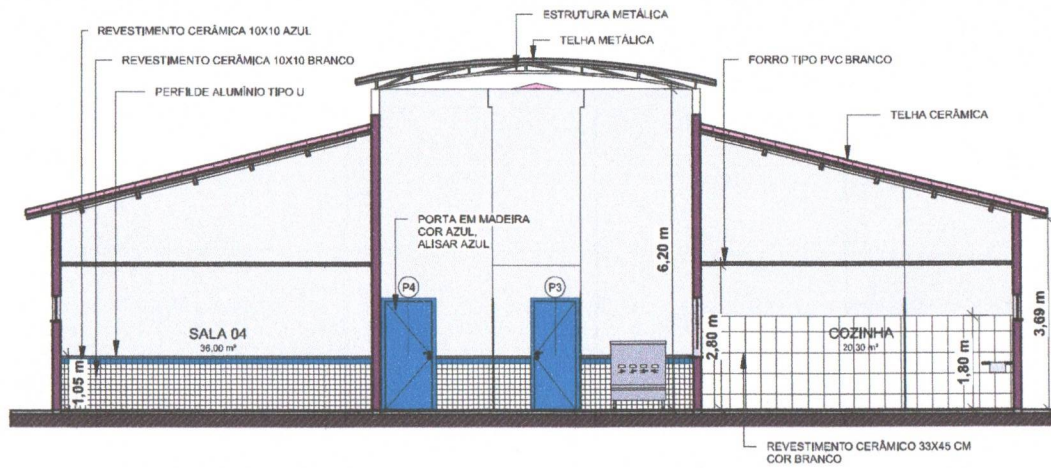 ESTRUTURA METÁLICA
REVESTIMENTO CERÂMICA 10X10 AZUL
TELHA METÁLICA
REVESTIMENTO CERÂMICA 10X10 BRANCO
FORRO TIPO PVC BRANCO
PERFILDE ALUMÍNIO TIPO U
TELHA CERÂMICA
PORTA EM MADEIRA
COR AZUL,
ALISAR AZUL
6,20 m
P4
P3
SALA 04
36.00 m²
1,05 m
2,80 m
COZINHA
20,30 m²
1,80 m
3,69 m
REVESTIMENTO CERÂMICO 33X45 CM
COR BRANCO